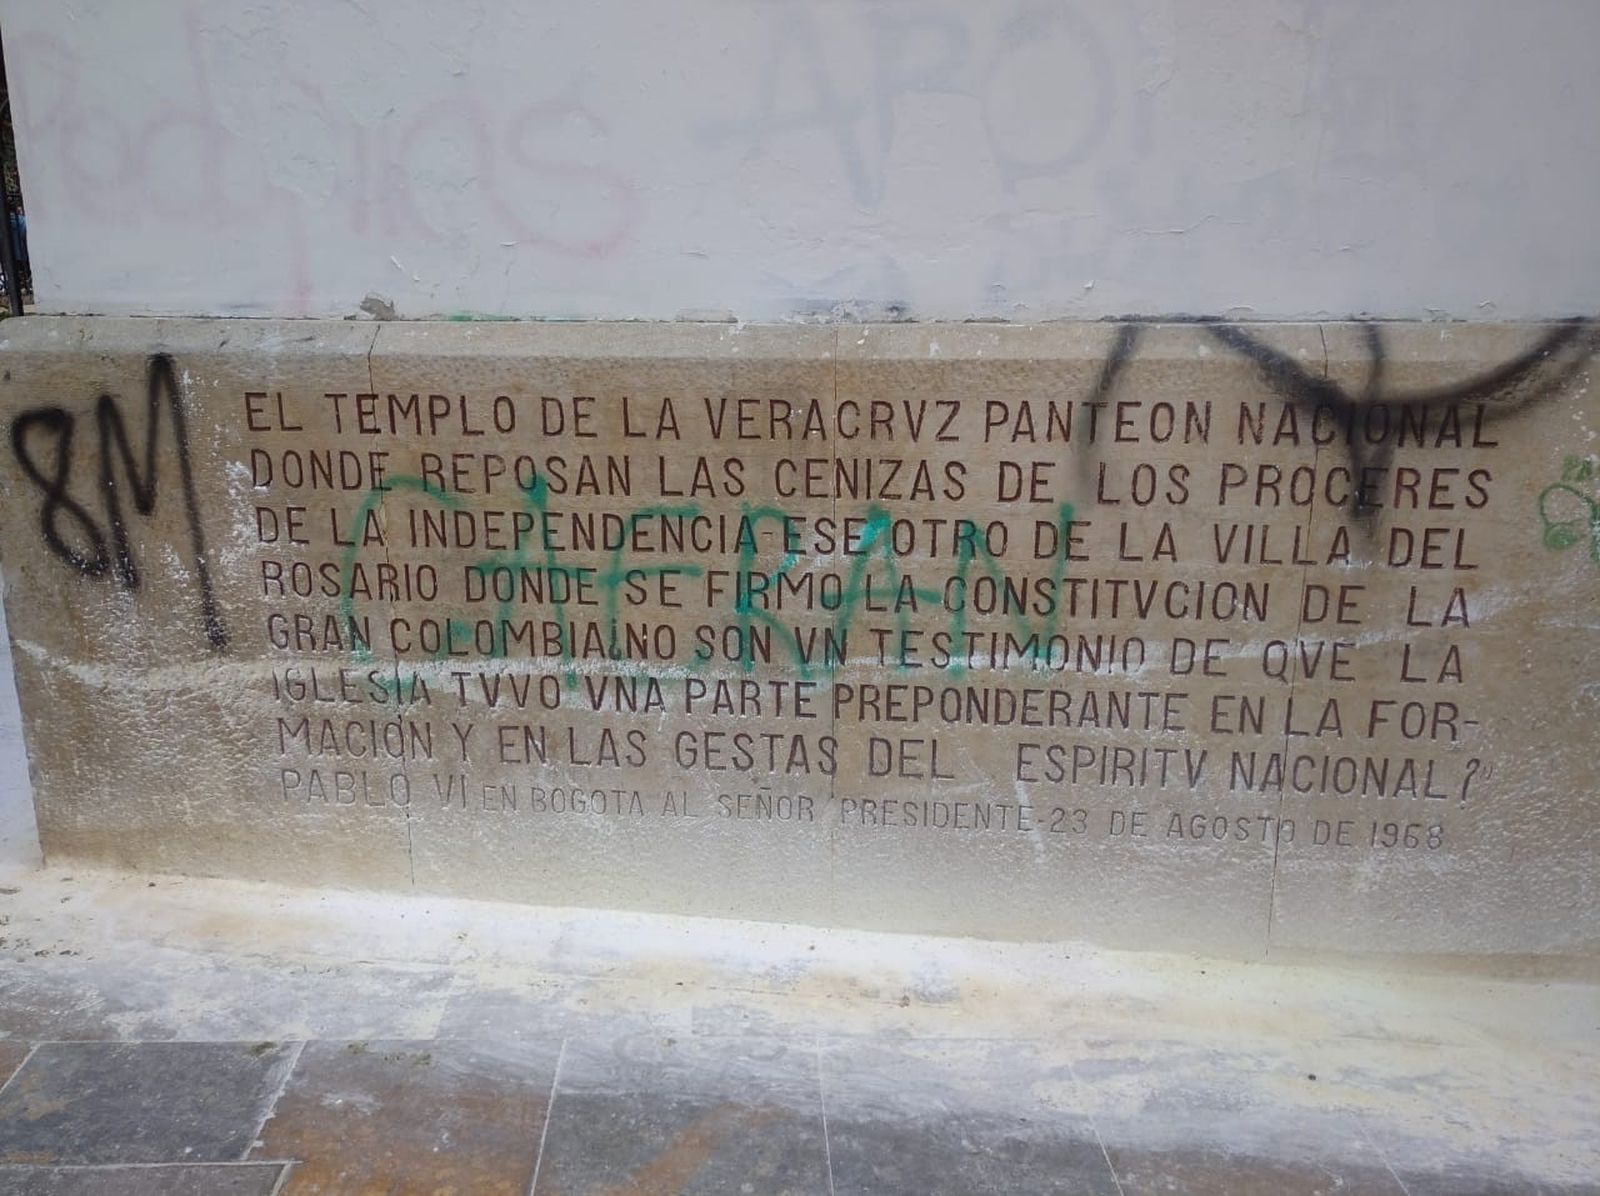 Podemos
8M
EL TEMPLO DE LA VERACRVZ PANTEON NACIONAL
DONDE REPOSAN LAS CENIZAS DE LOS PROCERES
DE LA INDEPENDENCIA-ESE OTRO DE LA VILLA DEL
ROSARIO DONDE SE FIRMO LA CONSTITVCION DE LA
GRAN COLOMBIA¿NO SON VN TESTIMONIO DE QVE LA
IGLESIA TVVO VNA PARTE PREPONDERANTE EN LA FOR-
MACION Y EN LAS GESTAS DEL ESPIRITV NACIONAL?"
PABLO VI EN BOGOTA AL SEÑOR PRESIDENTE-23 DE AGOSTO DE 1968